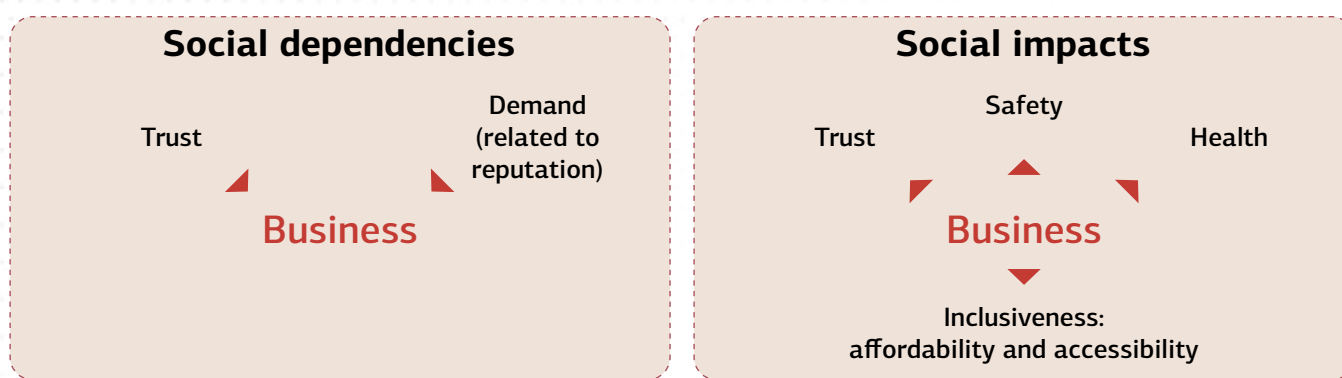 Social dependencies
Trust
Demand
(related to
reputation)
Business
Social impacts
Safety
Trust
Health
Business
Inclusiveness:
affordability and accessibility